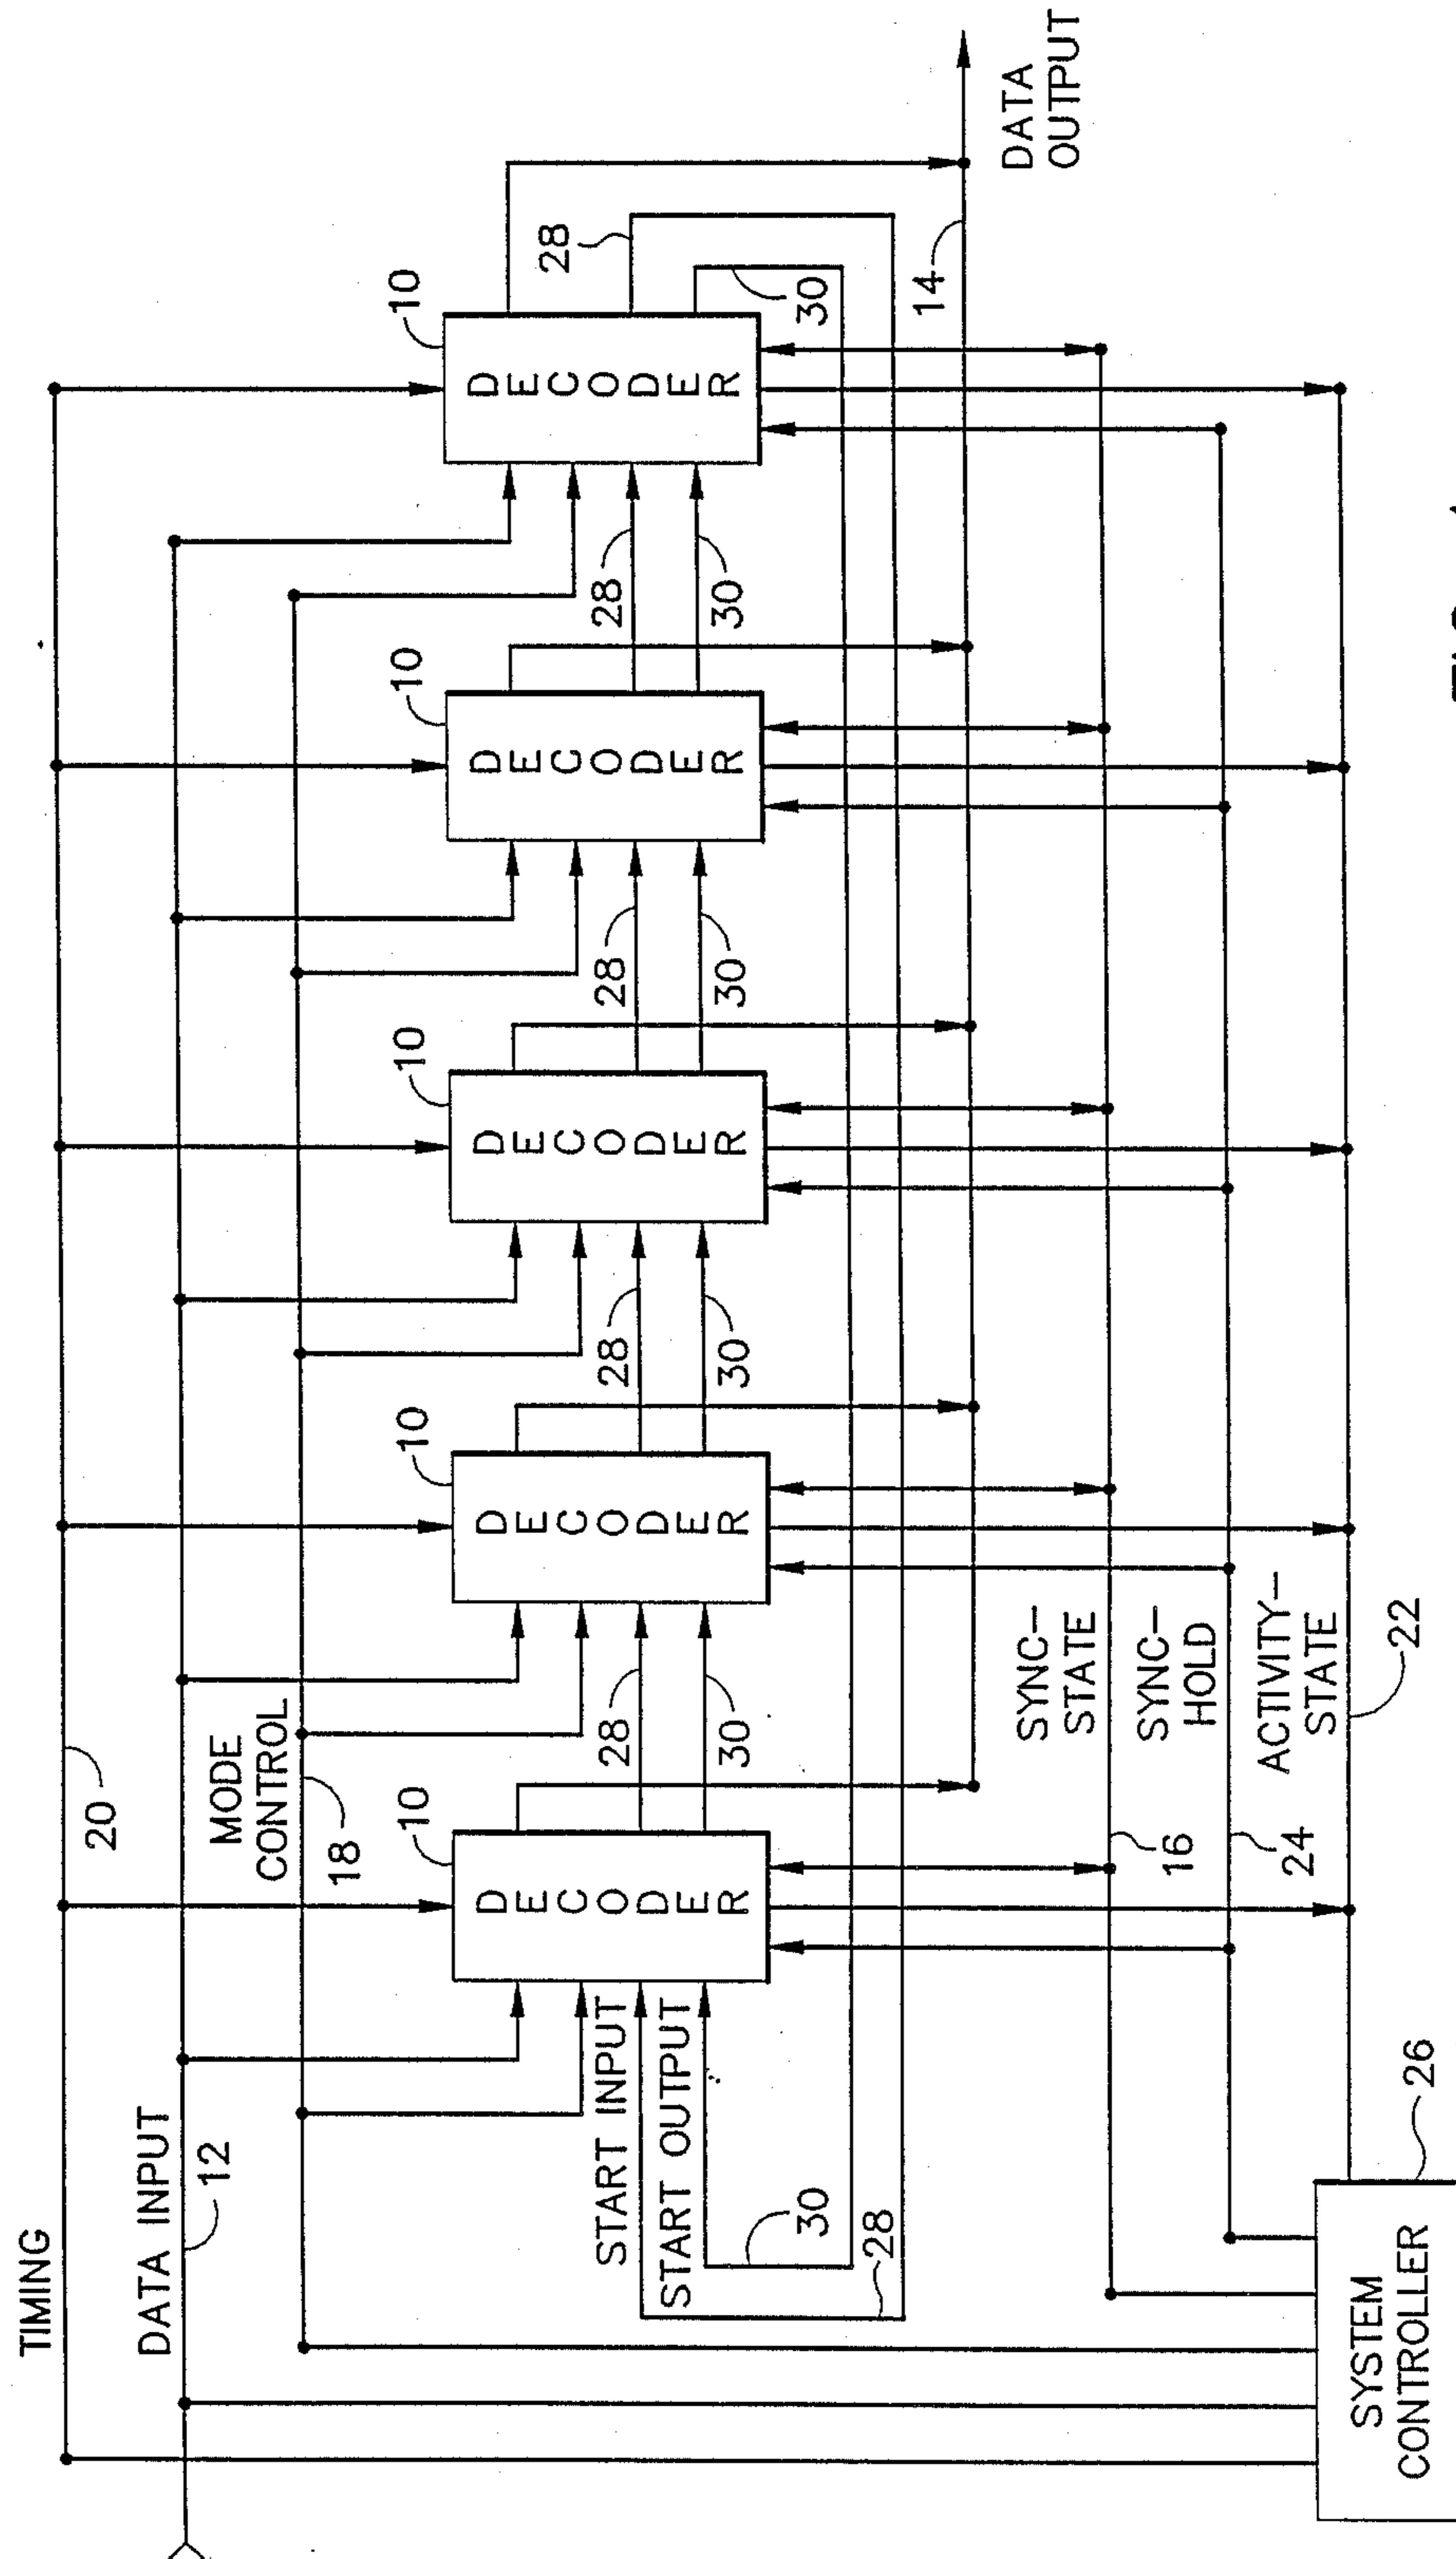 TIMING
20
DATA INPUT
12
MODE
CONTROL
18
10
10
10
10
10
DECODER
DECODER
DECODER
DECODER
DECODER
START INPUT
28
28
28
28
28
START OUTPUT
30
30
30
30
30
30
28
14
DATA
OUTPUT
SYNC-
STATE
16
SYNC-
HOLD
24
ACTIVITY-
STATE
22
SYSTEM
CONTROLLER
26